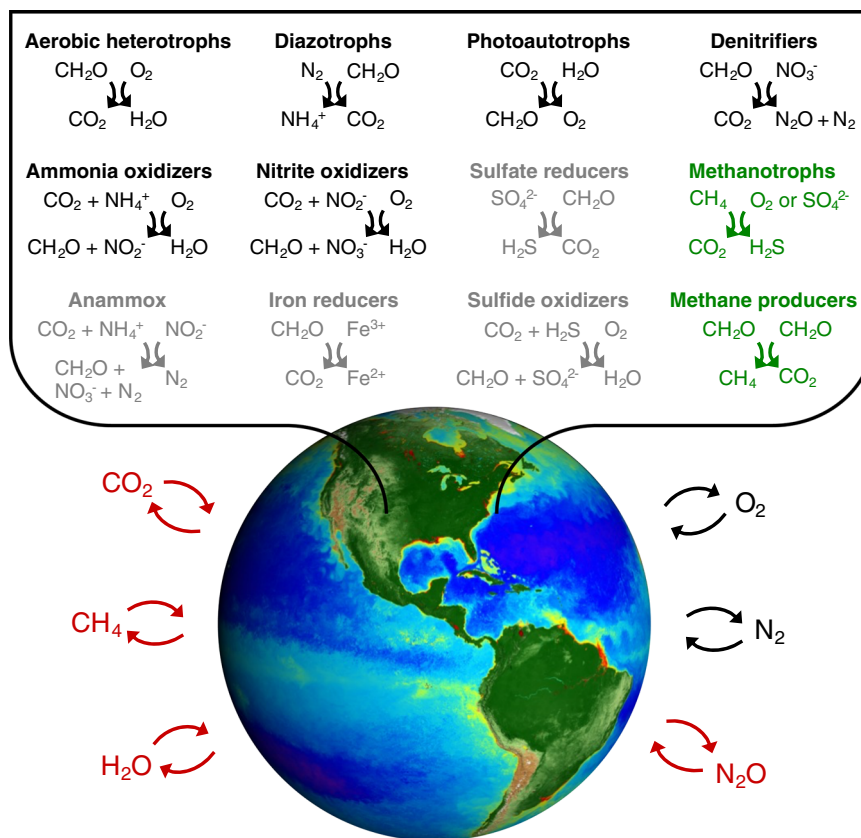 Aerobic heterotrophs Diazotrophs Photoautotrophs Denitrifiers
CH₂O O₂ N₂ CH₂O CO₂ H₂O CH₂O NO₃⁻
CO₂ H₂O NH₄⁺ CO₂ CH₂O O₂ CO₂ N₂O + N₂
Ammonia oxidizers Nitrite oxidizers Sulfate reducers Methanotrophs
CO₂ + NH₄⁺ O₂ CO₂ + NO₂⁻ O₂ SO₄²⁻ CH₂O CH₄ O₂ or SO₄²⁻
CH₂O + NO₂⁻ H₂O CH₂O + NO₃⁻ H₂O H₂S CO₂ CO₂ H₂S
Anammox Iron reducers Sulfide oxidizers Methane producers
CO₂ + NH₄⁺ NO₂⁻ CH₂O Fe³⁺ CO₂ + H₂S O₂ CH₂O CH₂O
CH₂O +
NO₃⁻ + N₂ N₂ CO₂ Fe²⁺ CH₂O + SO₄²⁻ H₂O CH₄ CO₂
CO₂ O₂
CH₄ N₂
H₂O N₂O